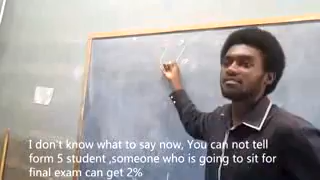 I don't know what to say now, You can not tell
form 5 student ,someone who is going to sit for
final exam can get 2%